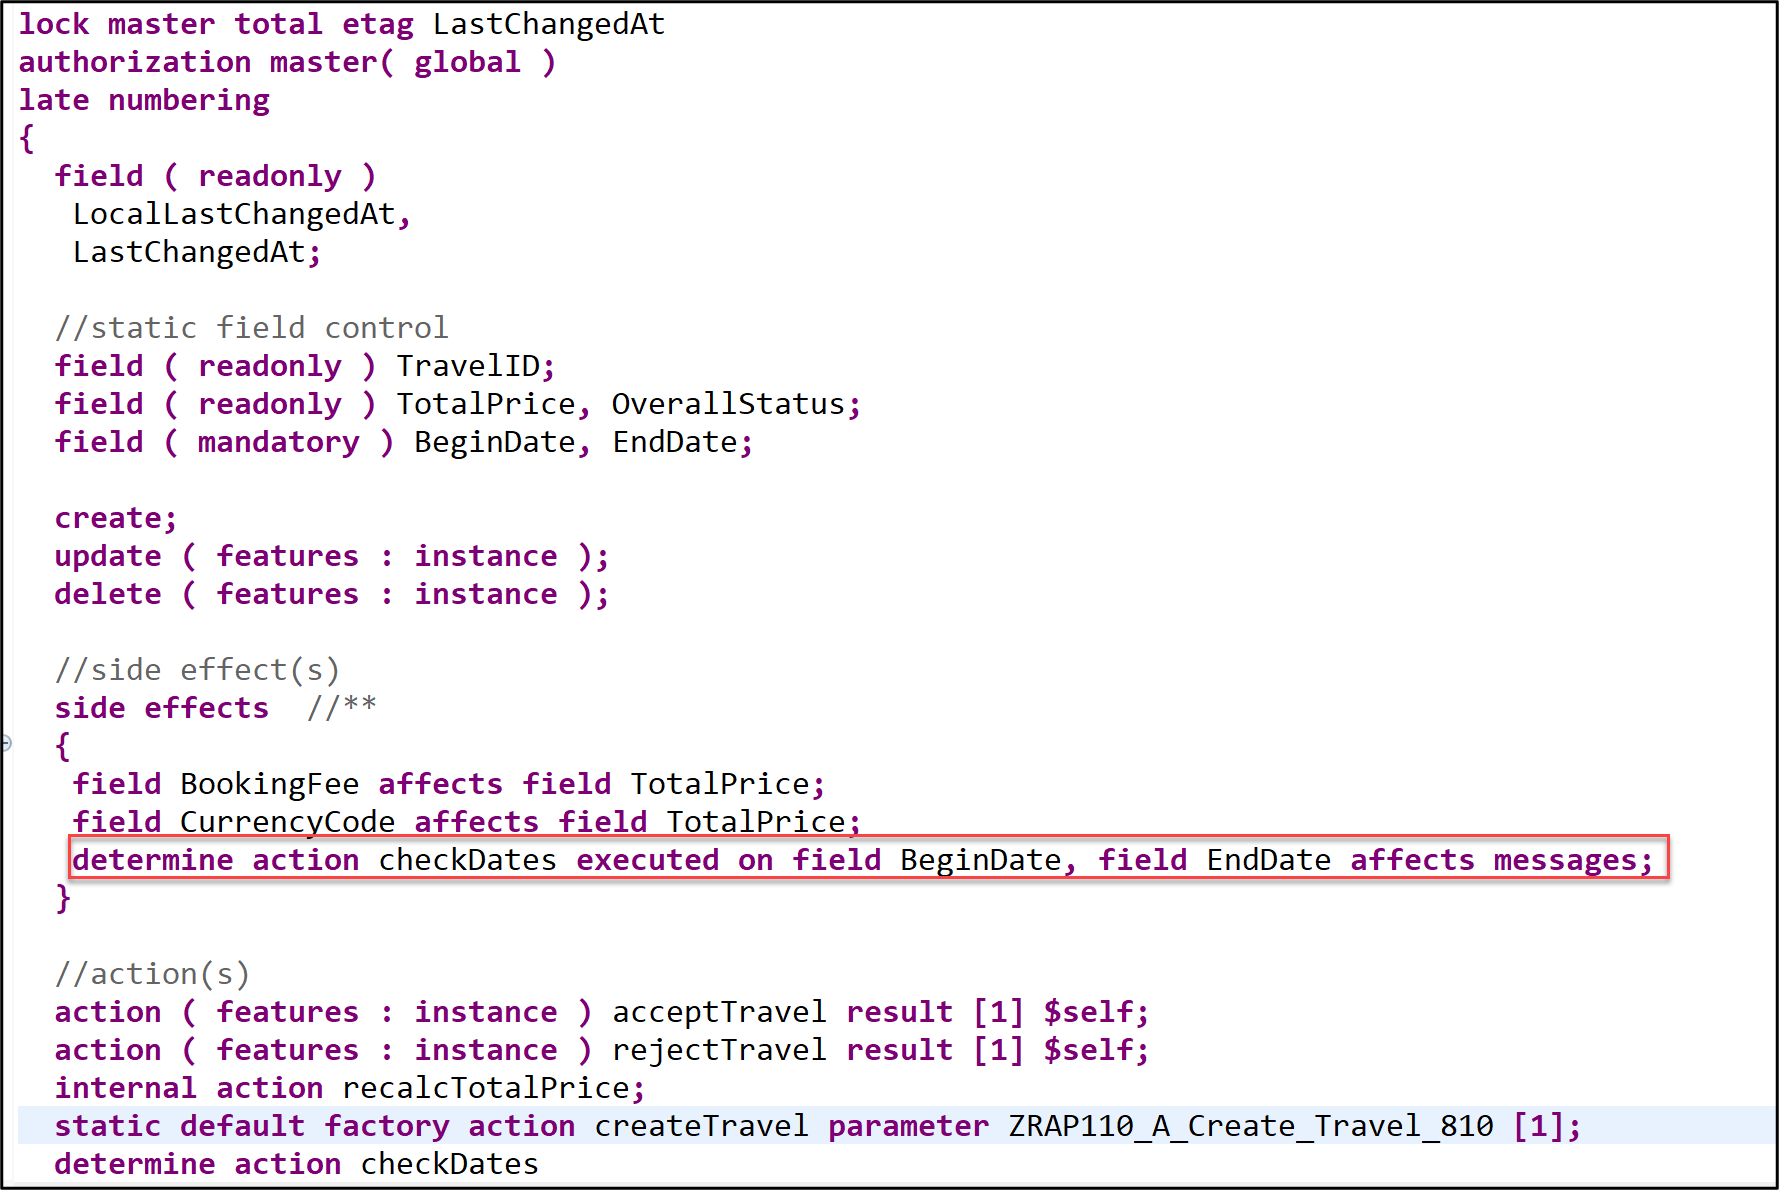 lock master total etag LastChangedAt
authorization master( global )
late numbering
{
  field ( readonly )
   LocalLastChangedAt,
   LastChangedAt;

  //static field control
  field ( readonly ) TravelID;
  field ( readonly ) TotalPrice, OverallStatus;
  field ( mandatory ) BeginDate, EndDate;

  create;
  update ( features : instance );
  delete ( features : instance );

  //side effect(s)
  side effects  //**
  {
   field BookingFee affects field TotalPrice;
   field CurrencyCode affects field TotalPrice;
   determine action checkDates executed on field BeginDate, field EndDate affects messages;
  }

  //action(s)
  action ( features : instance ) acceptTravel result [1] $self;
  action ( features : instance ) rejectTravel result [1] $self;
  internal action recalcTotalPrice;
  static default factory action createTravel parameter ZRAP110_A_Create_Travel_810 [1];
  determine action checkDates